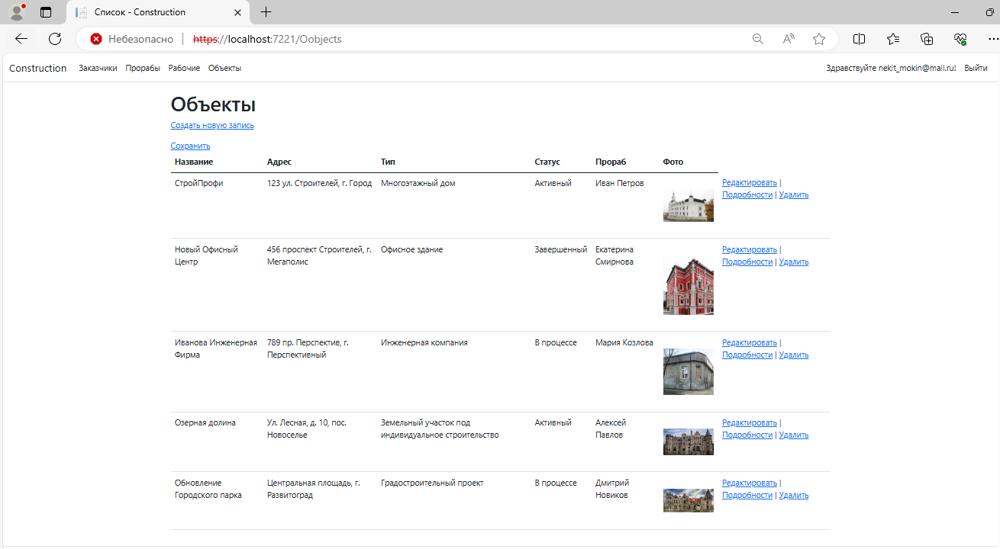 Список - Construction
Небезопасно https://localhost:7221/Oobjects
Construction Заказчики Прорабы Рабочие Объекты Здравствуйте nekit_mokin@mail.ru! Выйти
Объекты
Создать новую запись
Сохранить
Название Адрес Тип Статус Прораб Фото
СтройПрофи 123 ул. Строителей, г. Город Многоэтажный дом Активный Иван Петров Редактировать |
Подробности | Удалить
Новый Офисный 456 проспект Строителей, г. Офисное здание Завершенный Екатерина Редактировать |
Центр Мегаполис Смирнова Подробности | Удалить
Иванова Инженерная 789 пр. Перспектив, г. Инженерная компания В процессе Мария Козлова Редактировать |
Фирма Перспективный Подробности | Удалить
Озерная долина Ул. Лесная, д. 10, пос. Земельный участок под Активный Алексей Редактировать |
Новоселье индивидуальное строительство Павлов Подробности | Удалить
Обновление Центральная площадь, г. Градостроительный проект В процессе Дмитрий Редактировать |
Городского парка Развитоград Новиков Подробности | Удалить